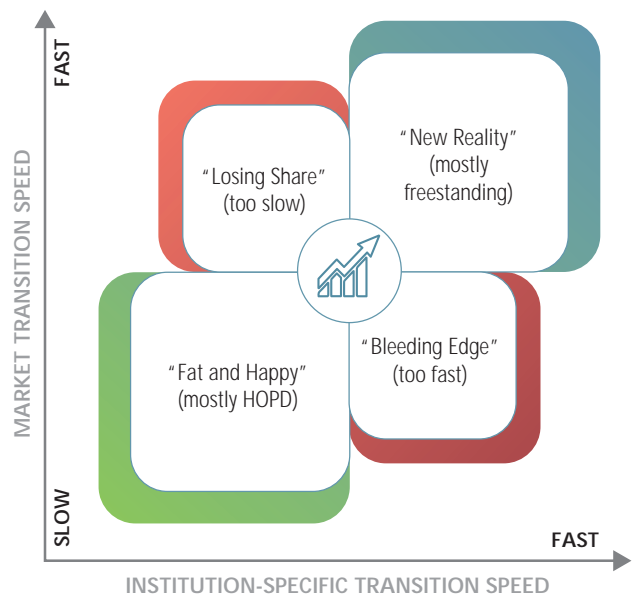 FAST
MARKET TRANSITION SPEED
SLOW
“Losing Share”
(too slow)
“New Reality”
(mostly
freestanding)
“Fat and Happy”
(mostly HOPD)
“Bleeding Edge”
(too fast)
FAST
INSTITUTION-SPECIFIC TRANSITION SPEED